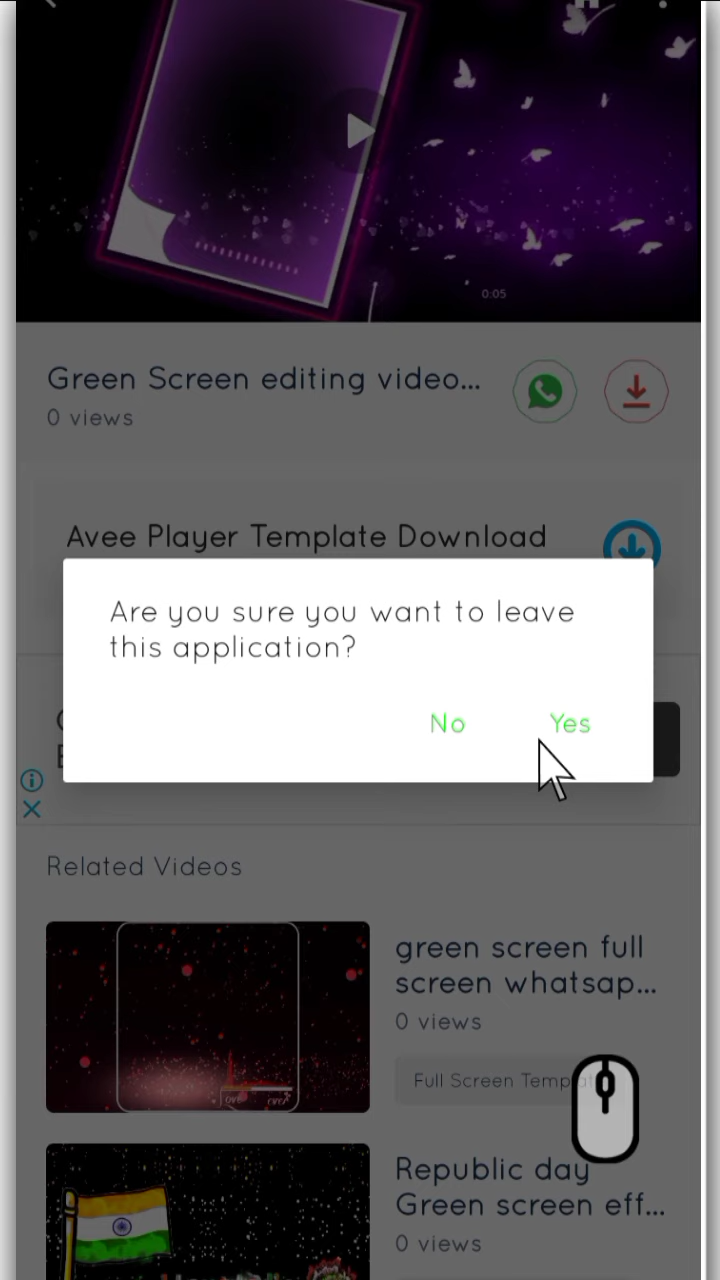 0:05
Green Screen editing video...
0 views
Avee Player Template Download
Are you sure you want to leave
this application?
No
Yes
Related Videos
green screen full
screen whatsap...
0 views
Full Screen Templat
Republic day
Green screen eff...
0 views